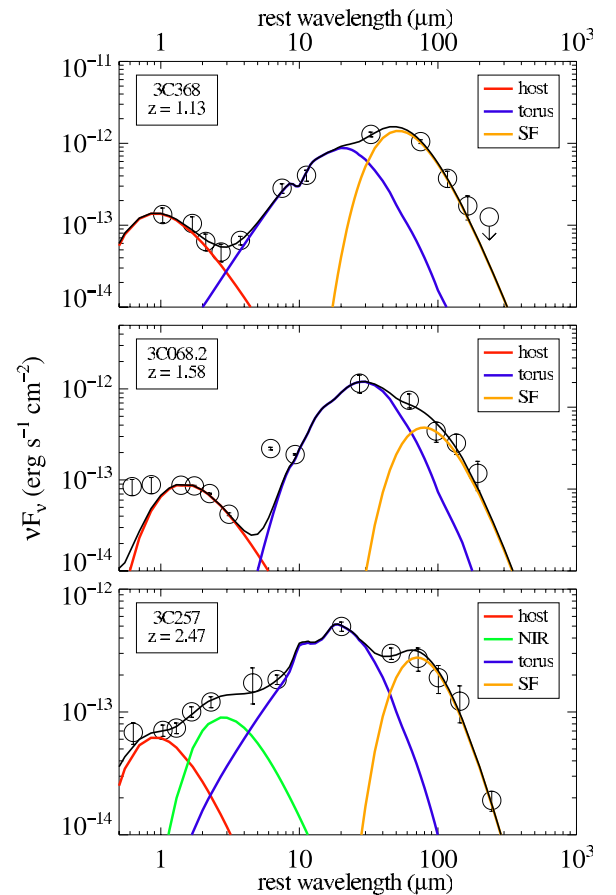 rest wavelength (μm)
1 10 100 10³
10⁻¹¹
3C368
z = 1.13
host
torus
SF
10⁻¹²
10⁻¹³
10⁻¹⁴
3C068.2
z = 1.58
host
torus
SF
10⁻¹²
10⁻¹³
10⁻¹⁴
νFᵥ (erg s⁻¹ cm⁻²)
10⁻¹²
3C257
z = 2.47
host
NIR
torus
SF
10⁻¹³
10⁻¹⁴
1 10 100 10³
rest wavelength (μm)